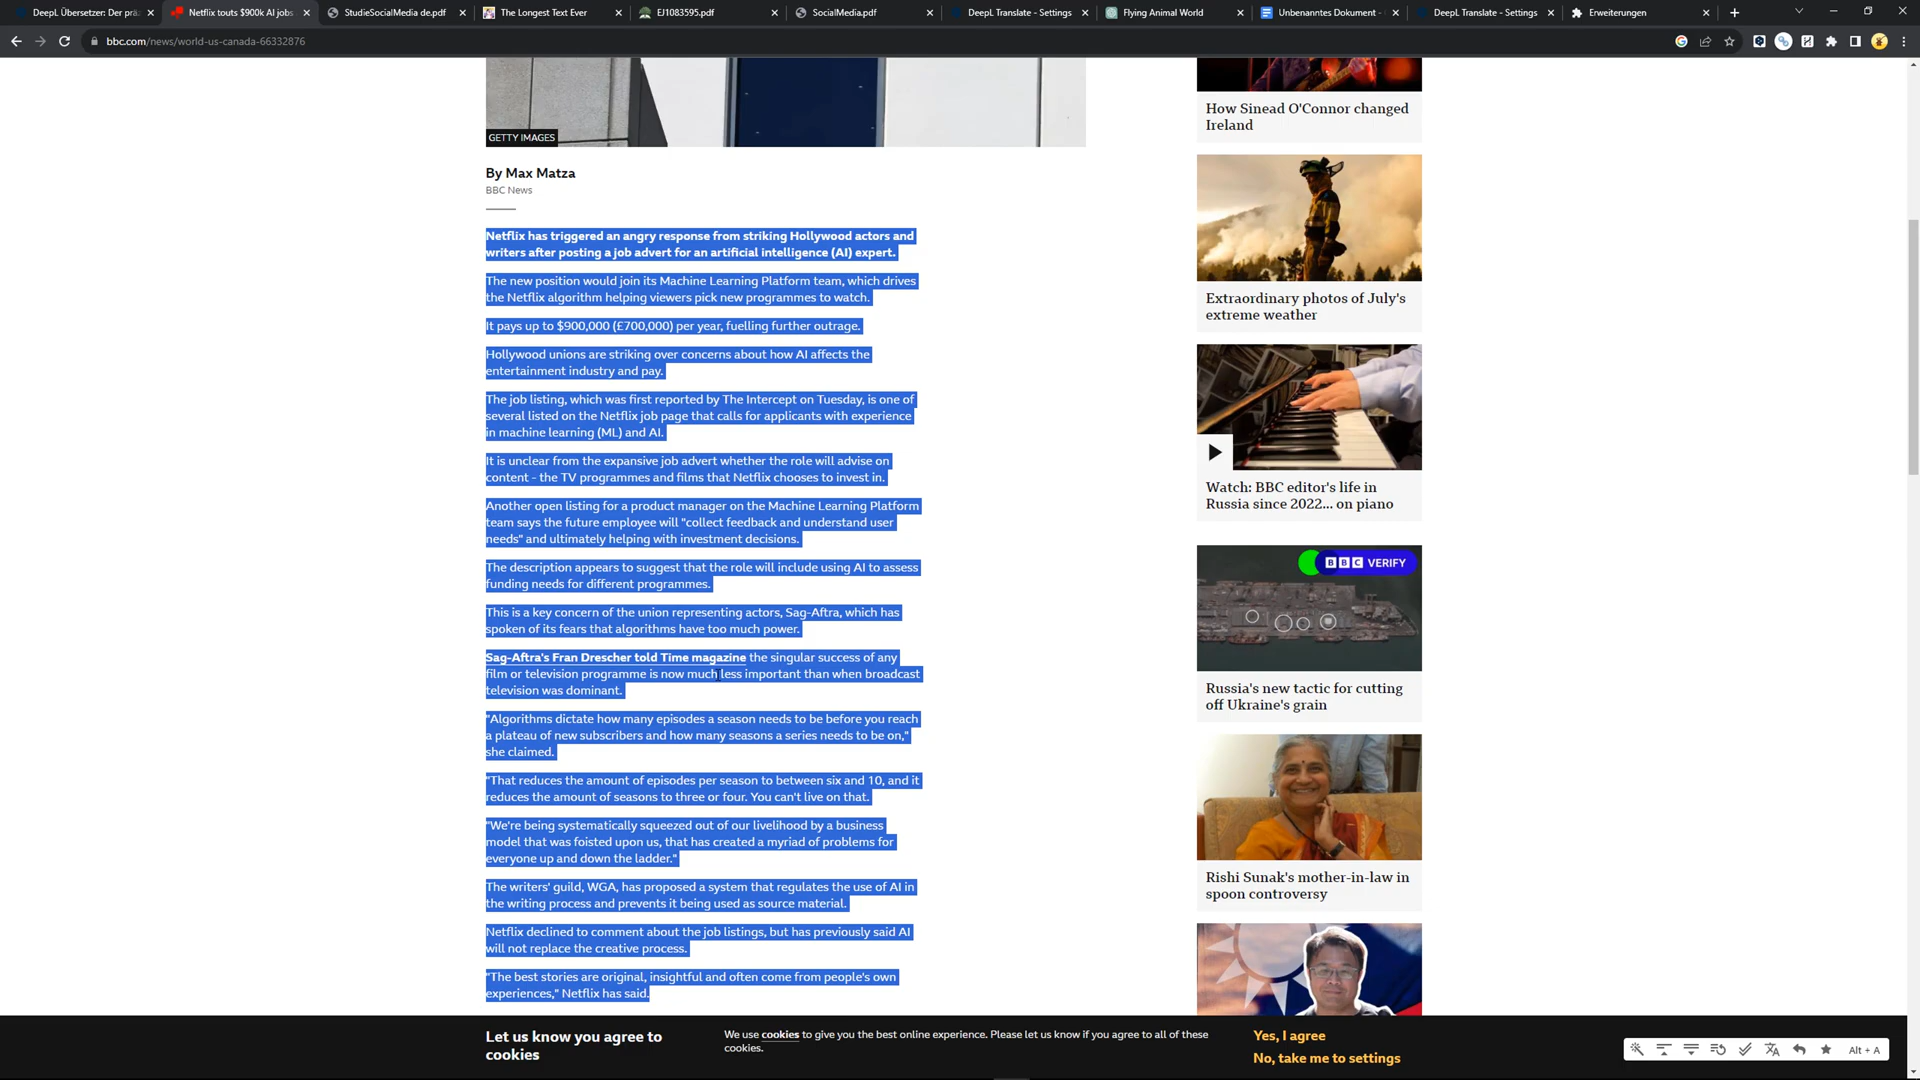 DeepL Übersetzer: Der prä
Netflix touts $900k AI jobs
StudieSocialMedia de.pdf
The Longest Text Ever
EJ1083595.pdf
SocialMedia.pdf
DeepL Translate - Settings
Flying Animal World
Unbenanntes Dokument -
DeepL Translate - Settings
Erweiterungen
bbc.com/news/world-us-canada-66332876
GETTY IMAGES
By Max Matza
BBC News
Netflix has triggered an angry response from striking Hollywood actors and
writers after posting a job advert for an artificial intelligence (AI) expert.
The new position would join its Machine Learning Platform team, which drives
the Netflix algorithm helping viewers pick new programmes to watch.
It pays up to $900,000 (£700,000) per year, fuelling further outrage.
Hollywood unions are striking over concerns about how AI affects the
entertainment industry and pay.
The job listing, which was first reported by The Intercept on Tuesday, is one of
several listed on the Netflix job page that calls for applicants with experience
in machine learning (ML) and AI.
It is unclear from the expansive job advert whether the role will advise on
content - the TV programmes and films that Netflix chooses to invest in.
Another open listing for a product manager on the Machine Learning Platform
team says the future employee will "collect feedback and understand user
needs" and ultimately helping with investment decisions.
The description appears to suggest that the role will include using AI to assess
funding needs for different programmes.
This is a key concern of the union representing actors, Sag-Aftra, which has
spoken of its fears that algorithms have too much power.
Sag-Aftra's Fran Drescher told Time magazine the singular success of any
film or television programme is now much less important than when broadcast
television was dominant.
"Algorithms dictate how many episodes a season needs to be before you reach
a plateau of new subscribers and how many seasons a series needs to be on,"
she claimed.
"That reduces the amount of episodes per season to between six and 10, and it
reduces the amount of seasons to three or four. You can't live on that.
"We're being systematically squeezed out of our livelihood by a business
model that was foisted upon us, that has created a myriad of problems for
everyone up and down the ladder."
The writers' guild, WGA, has proposed a system that regulates the use of AI in
the writing process and prevents it being used as source material.
Netflix declined to comment about the job listings, but has previously said AI
will not replace the creative process.
"The best stories are original, insightful and often come from people's own
experiences," Netflix has said.
How Sinead O'Connor changed
Ireland
Extraordinary photos of July's
extreme weather
Watch: BBC editor's life in
Russia since 2022... on piano
BBC VERIFY
Russia's new tactic for cutting
off Ukraine's grain
Rishi Sunak's mother-in-law in
spoon controversy
Let us know you agree to
cookies
We use cookies to give you the best online experience. Please let us know if you agree to all of these
cookies.
Yes, I agree
No, take me to settings
Alt + A